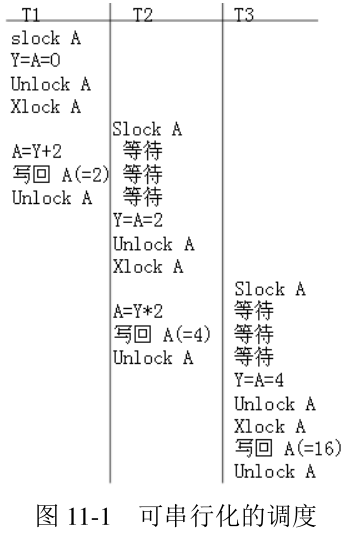 T1 T2 T3
slock A
Y=A=0
Unlock A
Xlock A
Slock A
A=Y+2 等待
写回 A(=2) 等待
Unlock A 等待
Y=A=2
Unlock A
Xlock A
Slock A
A=Y*2 等待
写回 A(=4) 等待
Unlock A 等待
Y=A=4
Unlock A
Xlock A
写回 A(=16)
Unlock A
图 11-1 可串行化的调度